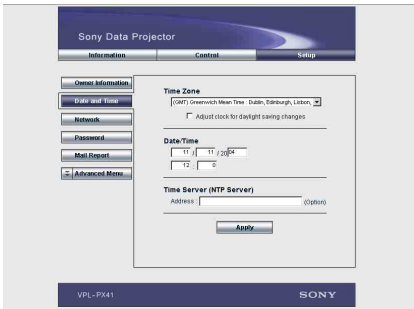 Sony Data Projector
Information Control Setup
Owner Information
Date and Time
Network
Password
Mail Report
Advanced Menu
Time Zone
(GMT) Greenwich Mean Time : Dublin, Edinburgh, Lisbon,
Adjust clock for daylight saving changes
Date/Time
11 / 11 / 20 04
12 : 0
Time Server (NTP Server)
Address : (Option)
Apply
VPL-PX41 SONY